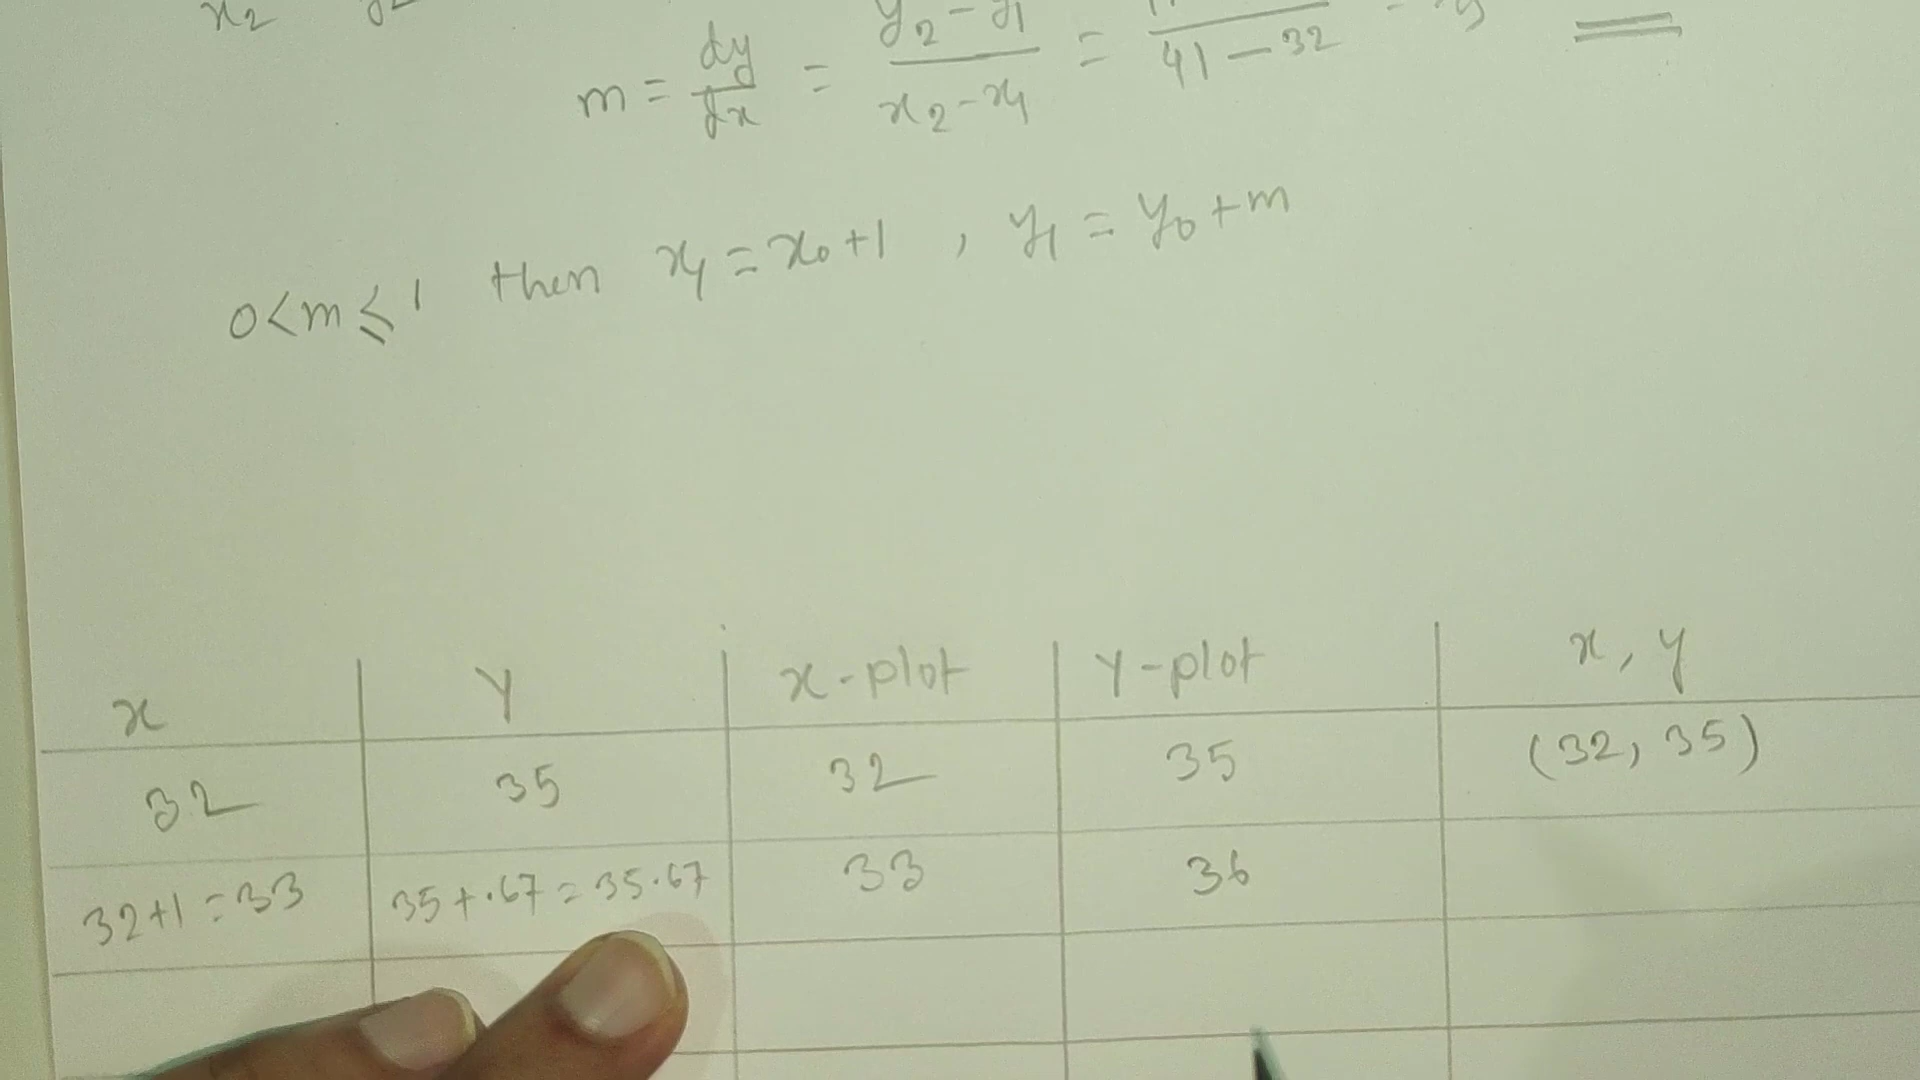 x2
m = dy/dx = y2 - y1 / x2 - x1 = / 41 - 32
0 < m ≤ 1 then x1 = x0 + 1 , y1 = y0 + m
x Y x-plot Y-plot x, y
32 35 32 35 (32, 35)
32+1 = 33 35 + .67 = 35.67 33 36